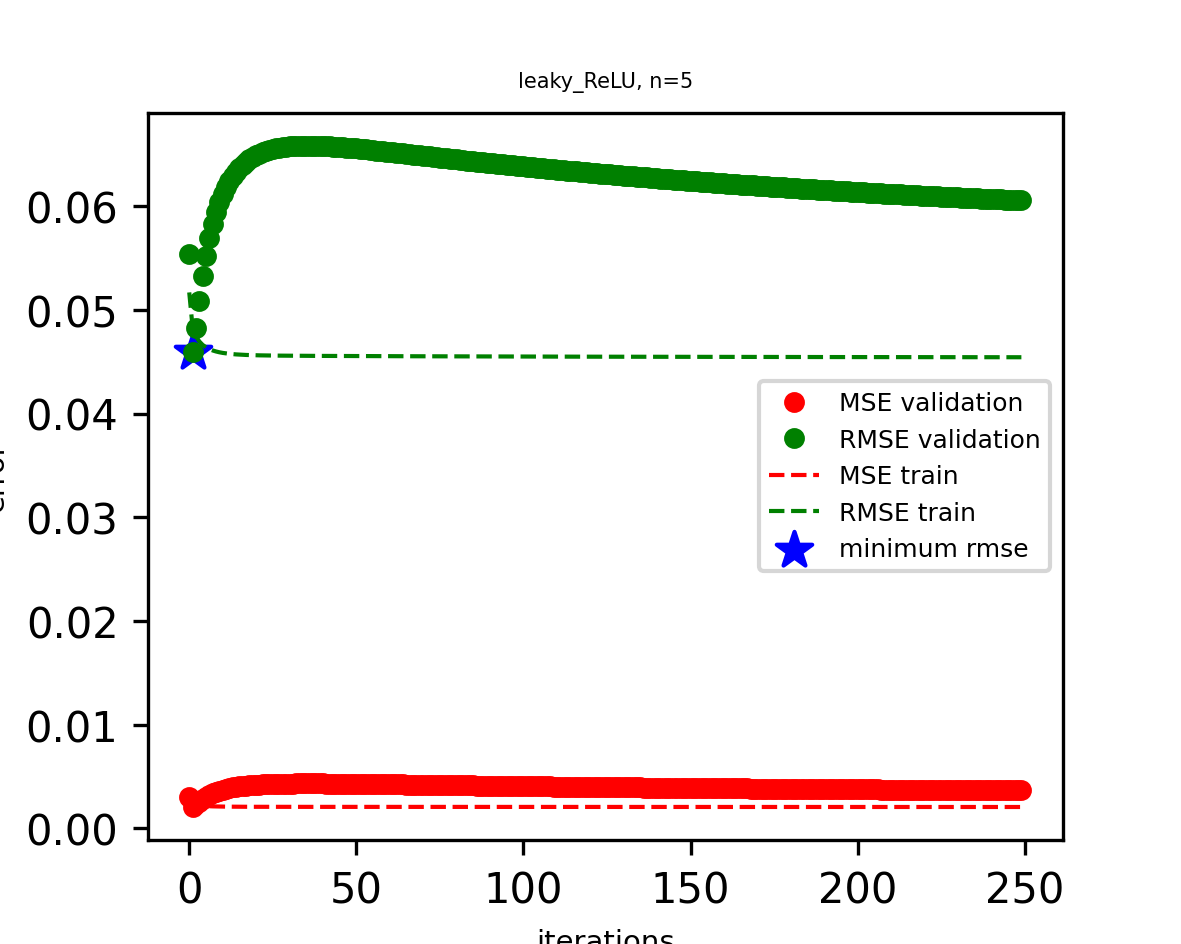 leaky_ReLU, n=5
0.06
0.05
0.04
0.03
0.02
0.01
0.00
error
MSE validation
RMSE validation
MSE train
RMSE train
minimum rmse
0 50 100 150 200 250
iterations